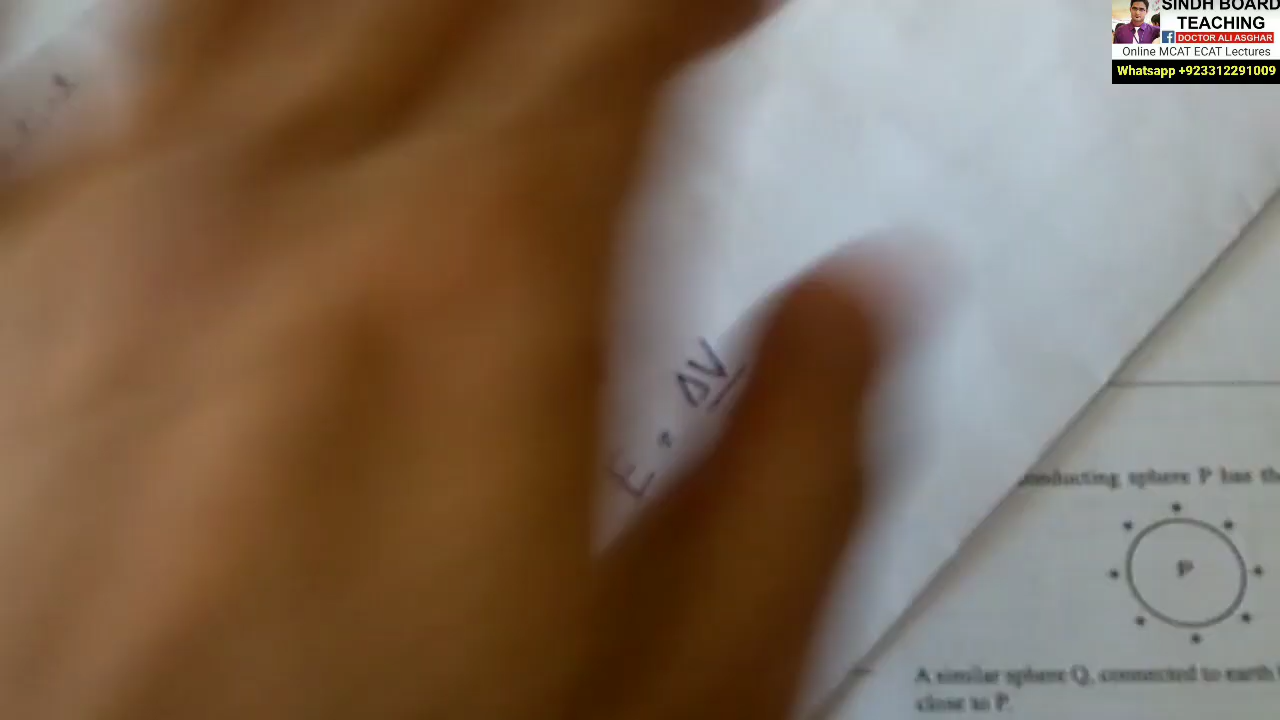 SINDH BOARD
TEACHING
DOCTOR ALI ASGHAR
Online MCAT ECAT Lectures
Whatsapp +923312291009
E = ΔV
conducting sphere P has the
P
A similar sphere Q, connected to earth
close to P.